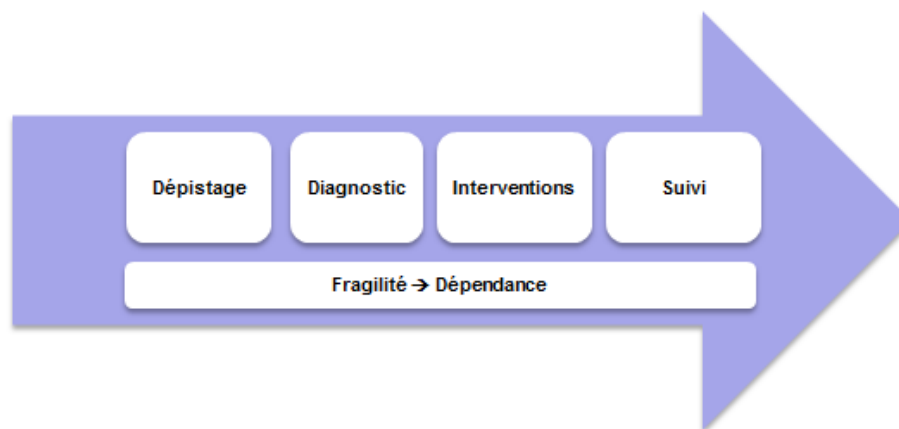 Dépistage
Diagnostic
Interventions
Suivi
Fragilité → Dépendance